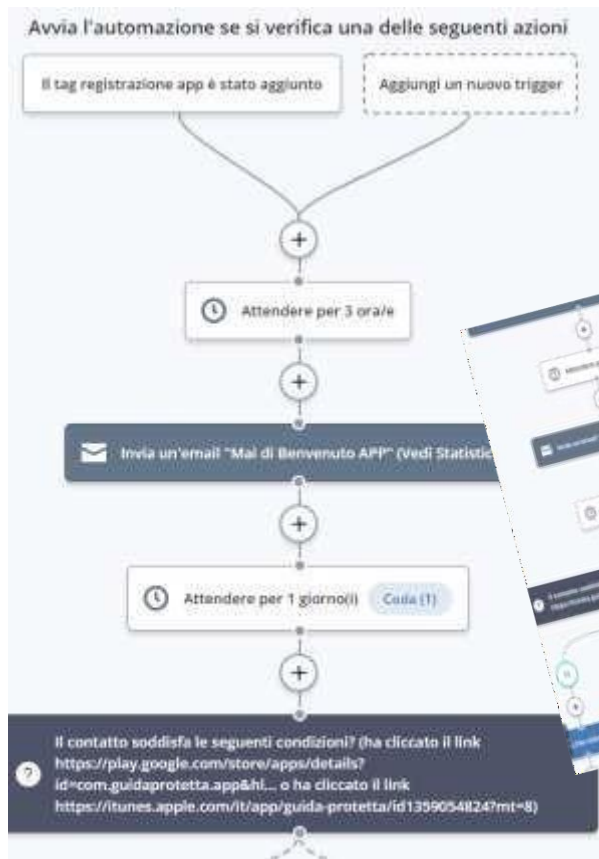 Avvia l'automazione se si verifica una delle seguenti azioni
Il tag registrazione app è stato aggiunto
Aggiungi un nuovo trigger
Attendere per 3 ora/e
Invia un'email "Mal di Benvenuto APP" (Vedi Statistic
Attendere per 1 giorno(i) Coda (1)
Il contatto soddisfa le seguenti condizioni? (ha cliccato il link
https://play.google.com/store/apps/details?
id=com.guidaprotetta.app&hl... o ha cliccato il link
https://itunes.apple.com/it/app/guida-protetta/id1359054824?mt=8)